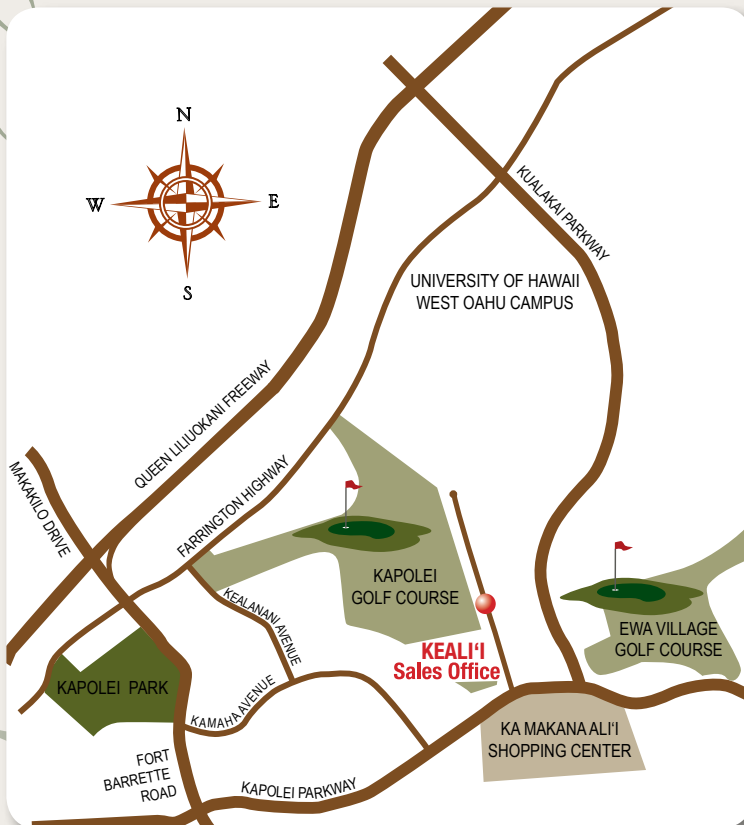 N
W
E
S
KUALAKAI PARKWAY
UNIVERSITY OF HAWAII
WEST OAHU CAMPUS
QUEEN LILIUOKANI FREEWAY
MAKAKILO DRIVE
FARRINGTON HIGHWAY
KAPOLEI
GOLF COURSE
KEALANANI AVENUE
EWA VILLAGE
GOLF COURSE
KEALI‘I
Sales Office
KAPOLEI PARK
KAMAHA AVENUE
KA MAKANA ALI‘I
SHOPPING CENTER
FORT
BARRETTE
ROAD
KAPOLEI PARKWAY